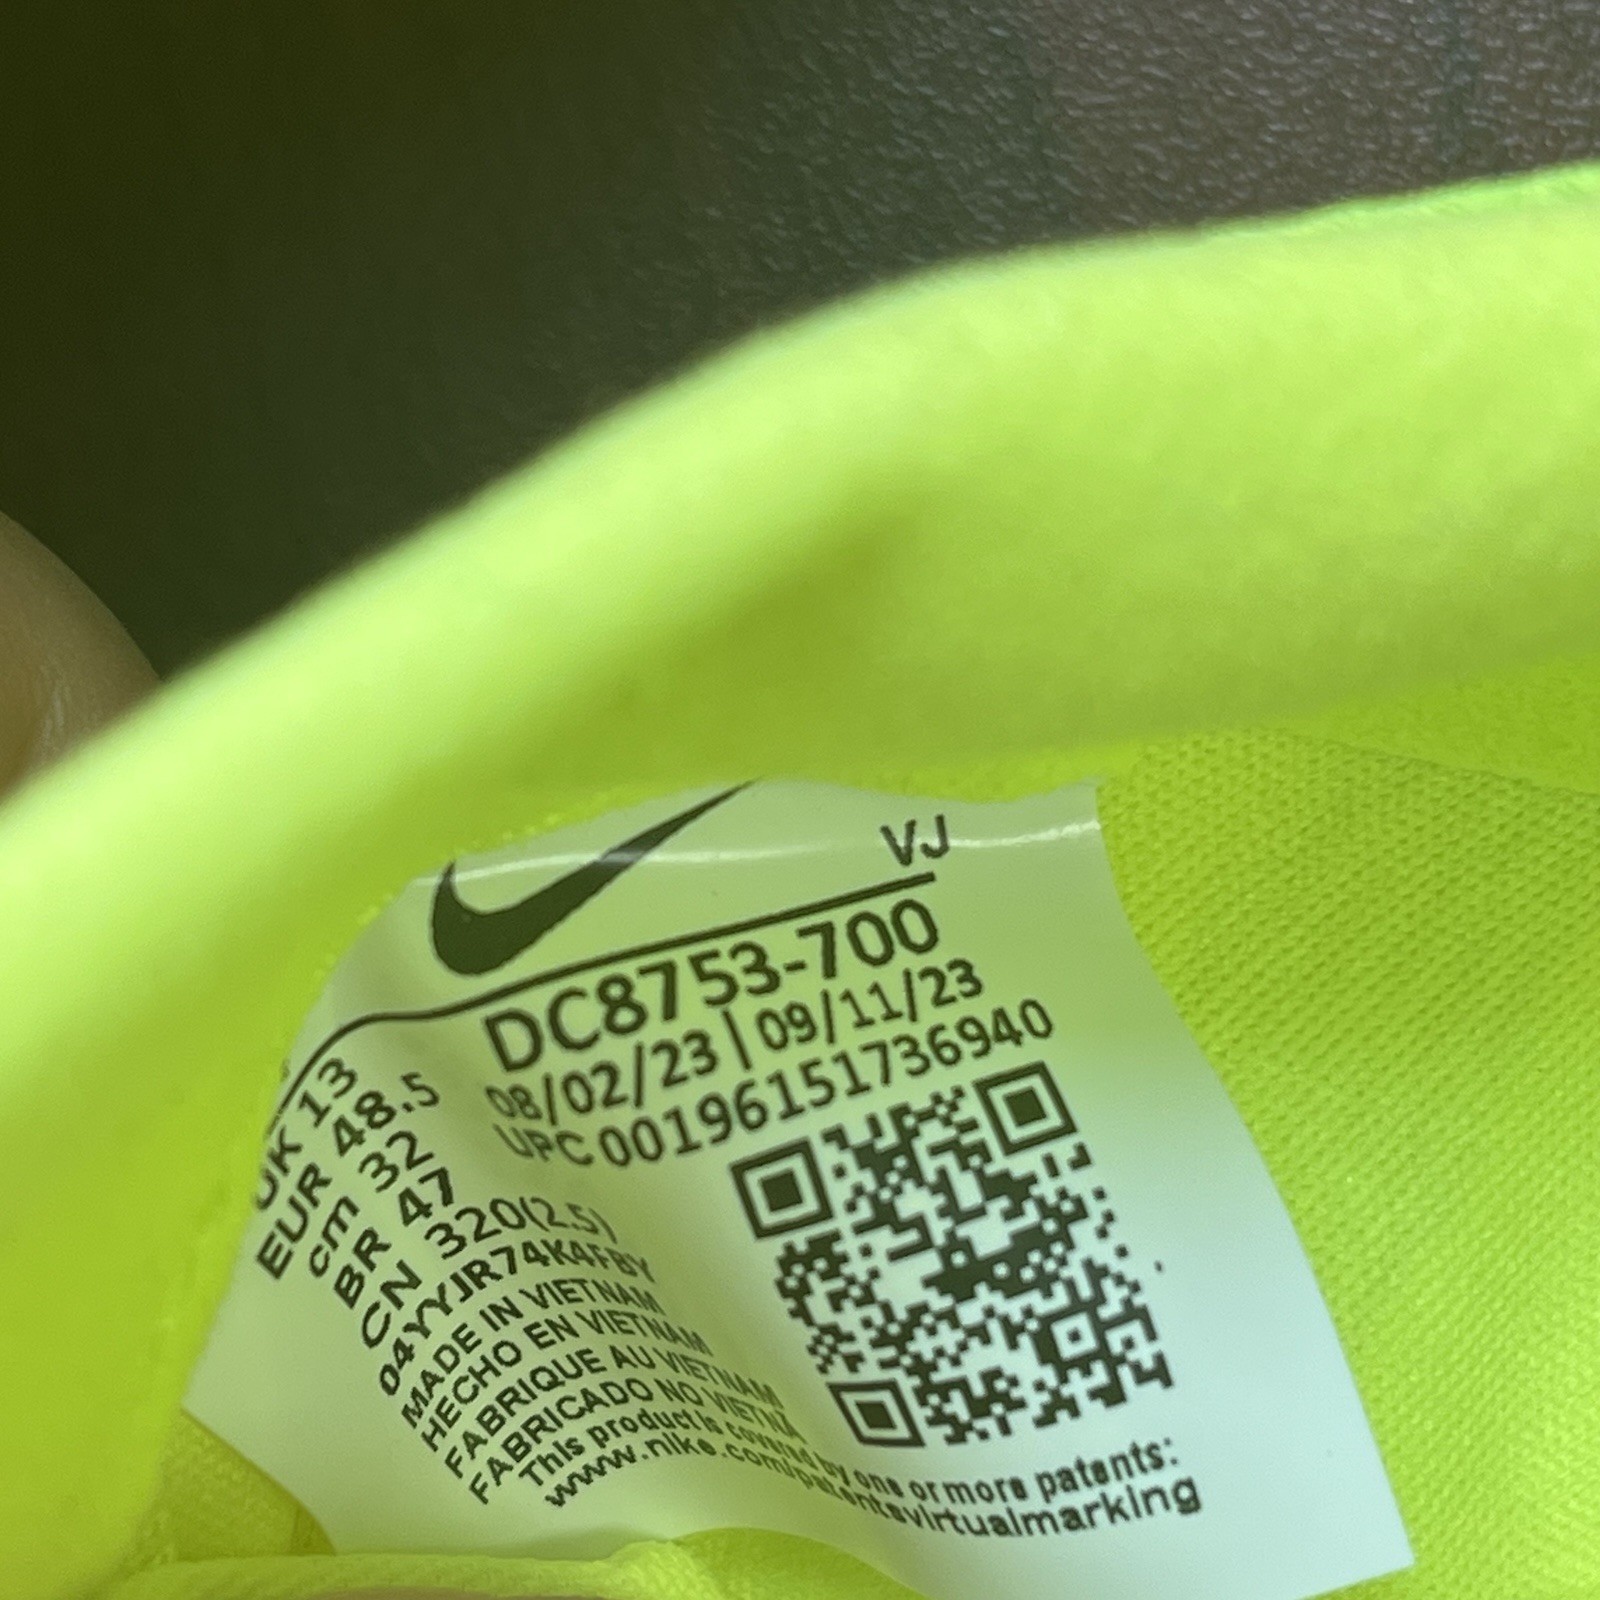 VJ
DC8753-700
08/02/23 | 09/11/23
UPC 00196151736940
UK 13
EUR 48.5
cm 32
BR 47
CN 320(2.5)
04YYJR74K4FBY
MADE IN VIETNAM
HECHO EN VIETNAM
FABRIQUE AU VIETNAM
FABRICADO NO VIETNÃ
This product is covered by one or more patents:
www.nike.com/patentsvirtualmarking